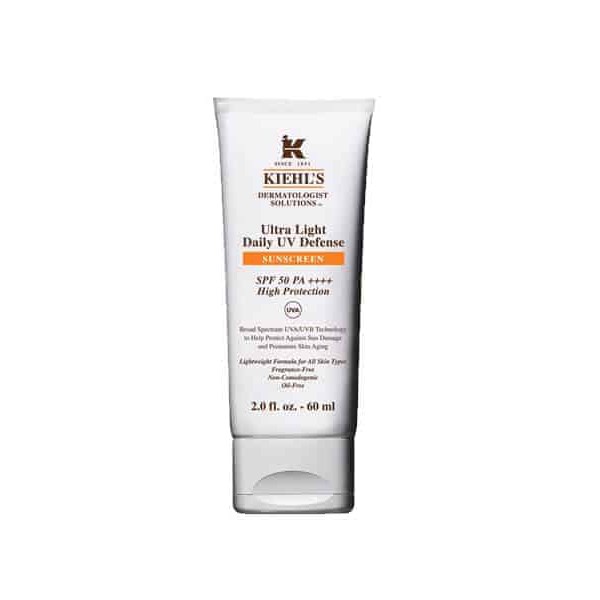 K
SINCE 1851
KIEHL'S
DERMATOLOGIST
SOLUTIONS™
Ultra Light
Daily UV Defense
SUNSCREEN
SPF 50 PA ++++
High Protection
UVA
Broad Spectrum UVA/UVB Technology
to Help Protect Against Sun Damage
and Premature Skin Aging
Lightweight Formula for All Skin Types
Fragrance-Free
Non-Comedogenic
Oil-Free
2.0 fl. oz. - 60 ml